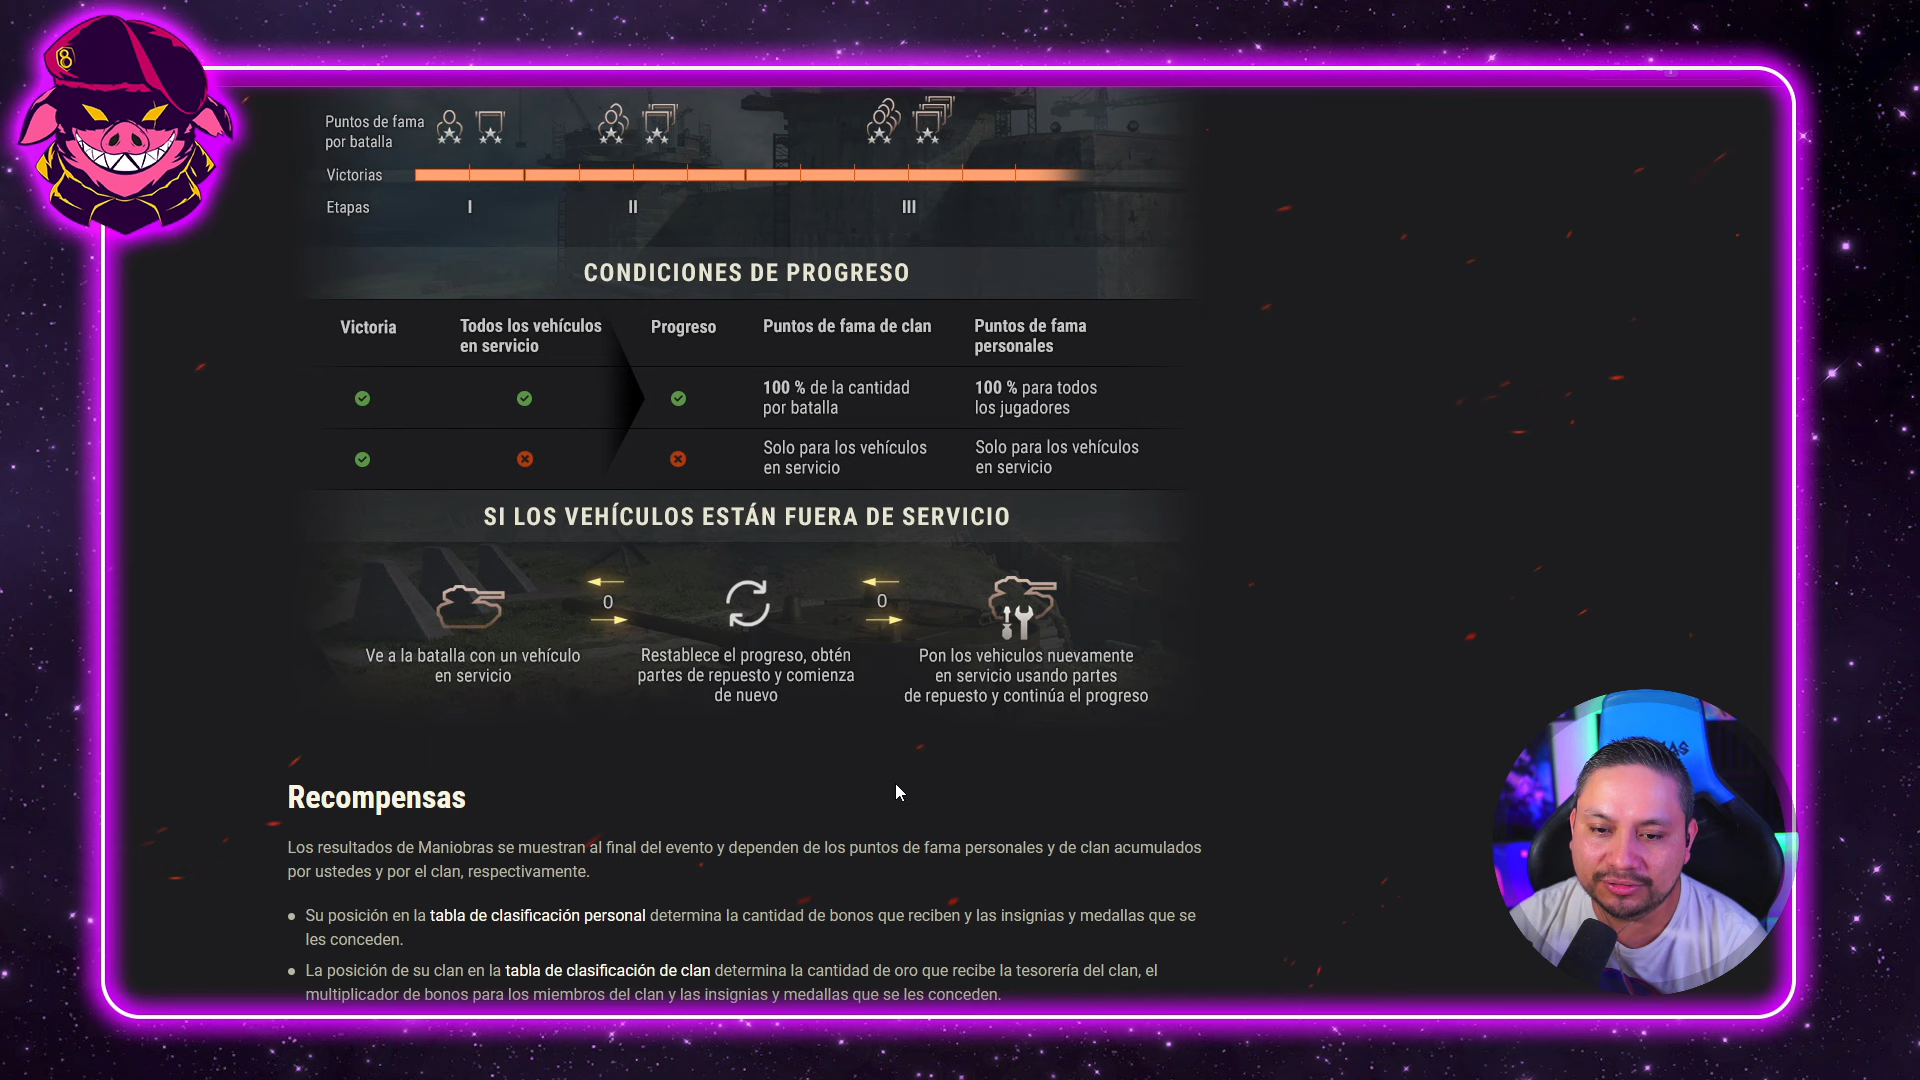 8
Puntos de fama
por batalla
Victorias
Etapas
I
II
III
CONDICIONES DE PROGRESO
Victoria
Todos los vehículos
en servicio
Progreso
Puntos de fama de clan
Puntos de fama
personales
100 % de la cantidad
por batalla
100 % para todos
los jugadores
Solo para los vehículos
en servicio
Solo para los vehículos
en servicio
SI LOS VEHÍCULOS ESTÁN FUERA DE SERVICIO
0
0
Ve a la batalla con un vehículo
en servicio
Restablece el progreso, obtén
partes de repuesto y comienza
de nuevo
Pon los vehiculos nuevamente
en servicio usando partes
de repuesto y continúa el progreso
Recompensas
Los resultados de Maniobras se muestran al final del evento y dependen de los puntos de fama personales y de clan acumulados
por ustedes y por el clan, respectivamente.
Su posición en la tabla de clasificación personal determina la cantidad de bonos que reciben y las insignias y medallas que se
les conceden.
La posición de su clan en la tabla de clasificación de clan determina la cantidad de oro que recibe la tesorería del clan, el
multiplicador de bonos para los miembros del clan y las insignias y medallas que se les conceden.